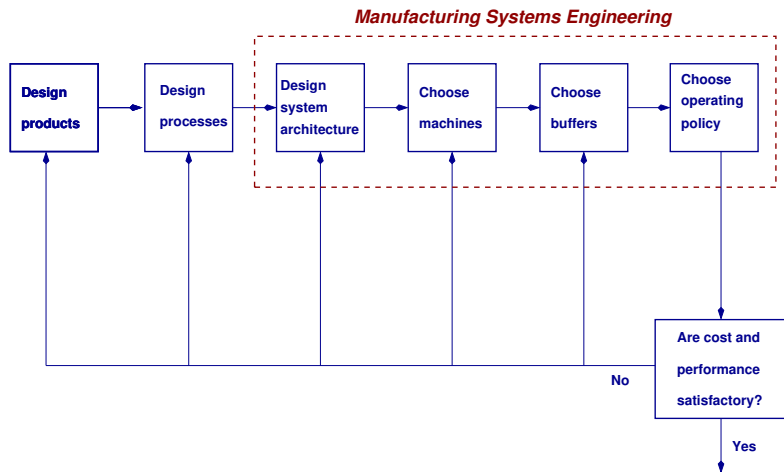 Manufacturing Systems Engineering
Design
products
Design
processes
Design
system
architecture
Choose
machines
Choose
buffers
Choose
operating
policy
Are cost and
performance
satisfactory?
No
Yes